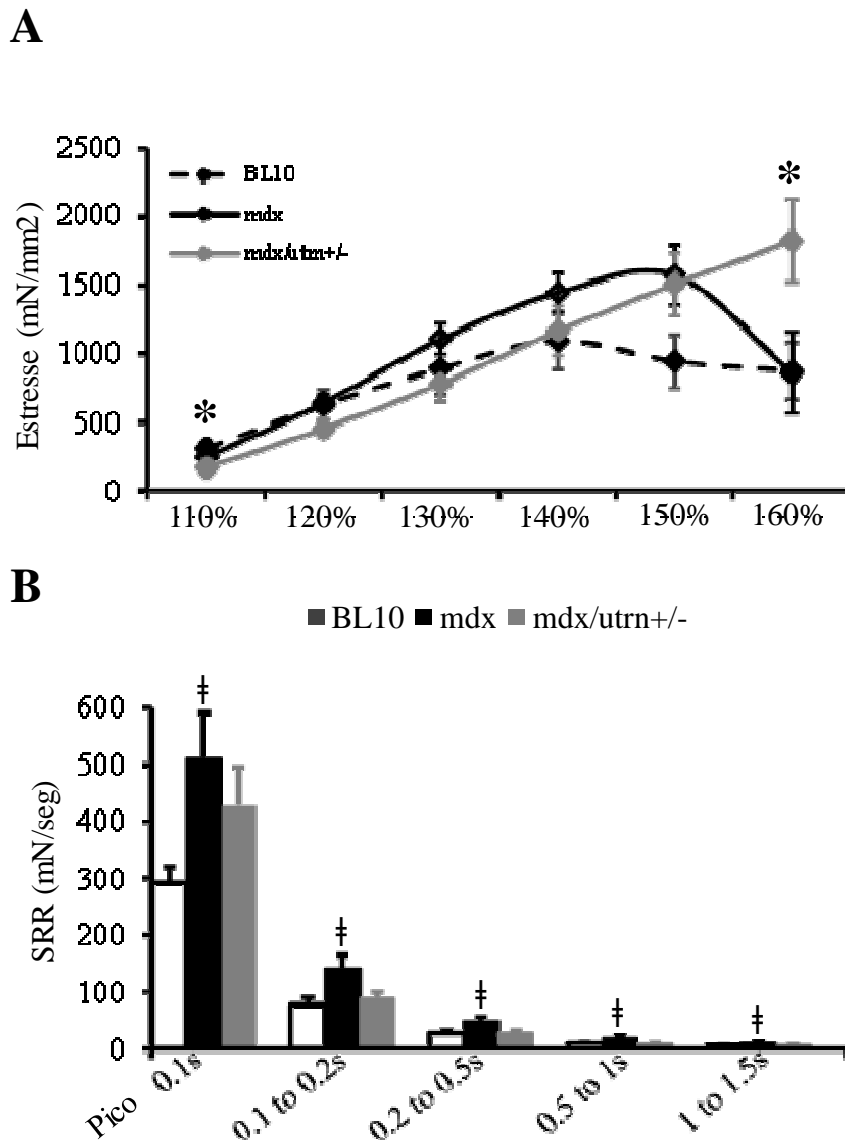 A
2500
2000
1500
1000
500
0
Estresse (mN/mm2)
BL10
mdx
mdx/utrn+/-
*
*
110% 120% 130% 140% 150% 160%
B
BL10 mdx mdx/utrn+/-
600
500
400
300
200
100
0
SRR (mN/seg)
‡ ‡ ‡ ‡ ‡
Pico 0.1s 0.1 to 0.2s 0.2 to 0.5s 0.5 to 1s 1 to 1.5s